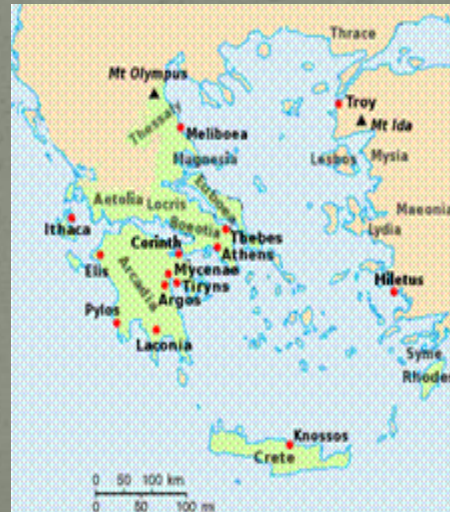 Thrace
Mt Olympus
Troy
Thessaly
Mt Ida
Meliboea
Magnesia
Lesbos
Mysia
Euboea
Aetolia
Locris
Maeonia
Ithaca
Boeotia
Lydia
Thebes
Corinth
Athens
Elis
Mycenae
Arcadia
Tiryns
Miletus
Argos
Pylos
Laconia
Syme
Rhodes
Knossos
Crete
0 50 100 km
0 50 100 mi